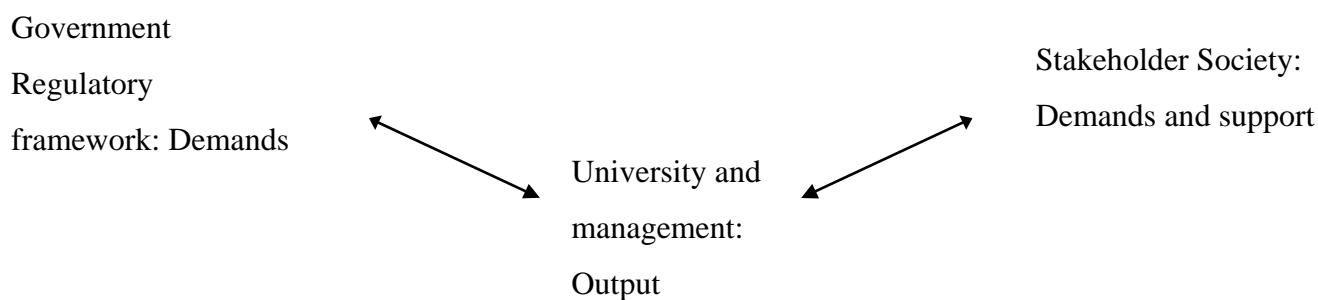 Government
Regulatory
framework: Demands
Stakeholder Society:
Demands and support
University and
management:
Output